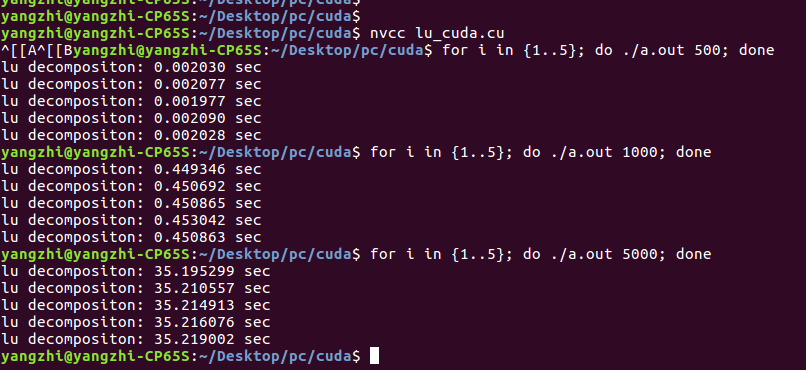 yangzhi@yangzhi-CP65S:~/Desktop/pc/cuda$
yangzhi@yangzhi-CP65S:~/Desktop/pc/cuda$
yangzhi@yangzhi-CP65S:~/Desktop/pc/cuda$ nvcc lu_cuda.cu
^[[A^[[Byangzhi@yangzhi-CP65S:~/Desktop/pc/cuda$ for i in {1..5}; do ./a.out 500; done
lu decompositon: 0.002030 sec
lu decompositon: 0.002077 sec
lu decompositon: 0.001977 sec
lu decompositon: 0.002090 sec
lu decompositon: 0.002028 sec
yangzhi@yangzhi-CP65S:~/Desktop/pc/cuda$ for i in {1..5}; do ./a.out 1000; done
lu decompositon: 0.449346 sec
lu decompositon: 0.450692 sec
lu decompositon: 0.450865 sec
lu decompositon: 0.453042 sec
lu decompositon: 0.450863 sec
yangzhi@yangzhi-CP65S:~/Desktop/pc/cuda$ for i in {1..5}; do ./a.out 5000; done
lu decompositon: 35.195299 sec
lu decompositon: 35.210557 sec
lu decompositon: 35.214913 sec
lu decompositon: 35.216076 sec
lu decompositon: 35.219002 sec
yangzhi@yangzhi-CP65S:~/Desktop/pc/cuda$